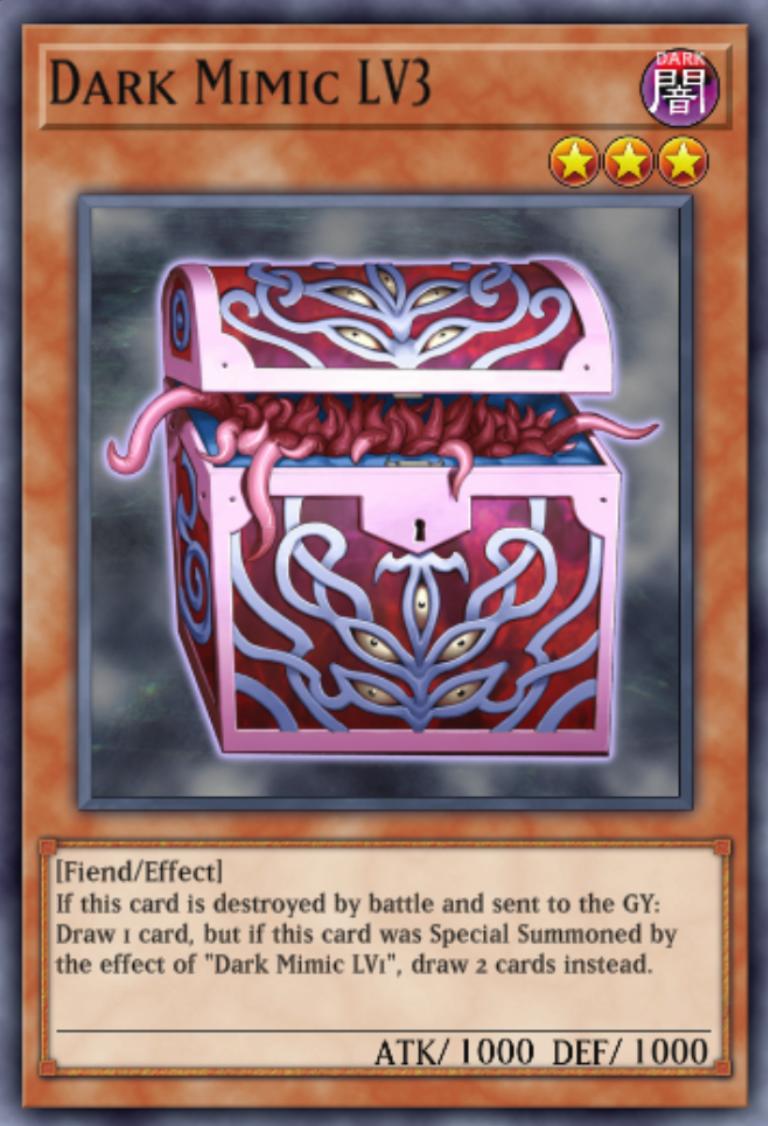 Dark Mimic LV3
DARK
闇
[Fiend/Effect]
If this card is destroyed by battle and sent to the GY:
Draw 1 card, but if this card was Special Summoned by
the effect of "Dark Mimic LV1", draw 2 cards instead.
ATK/ 1000 DEF/ 1000